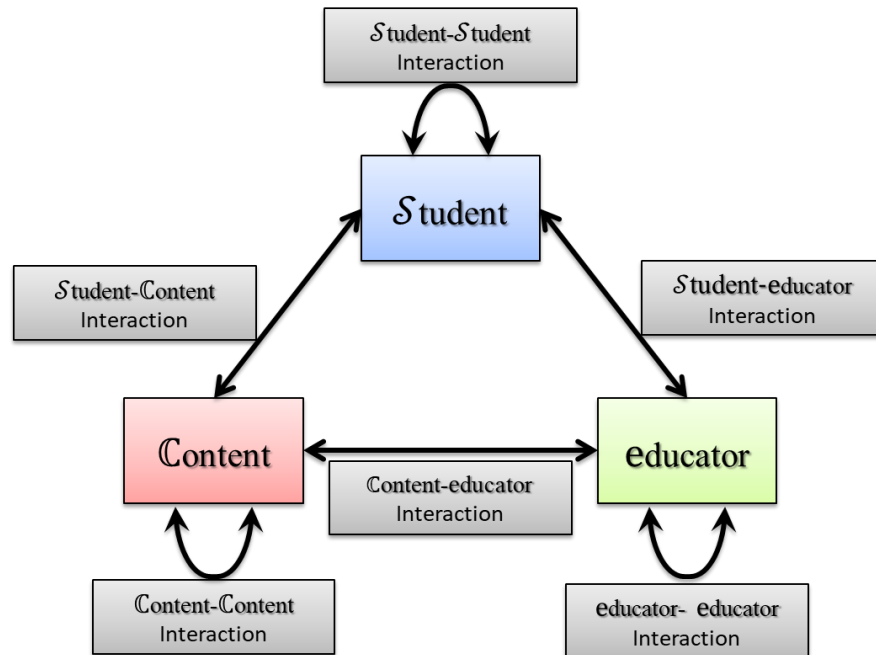 𝒮tudent-𝒮tudent
Interaction
𝒮tudent
𝒮tudent-ℂontent
Interaction
𝒮tudent-educator
Interaction
ℂontent
educator
ℂontent-educator
Interaction
ℂontent-ℂontent
Interaction
educator- educator
Interaction